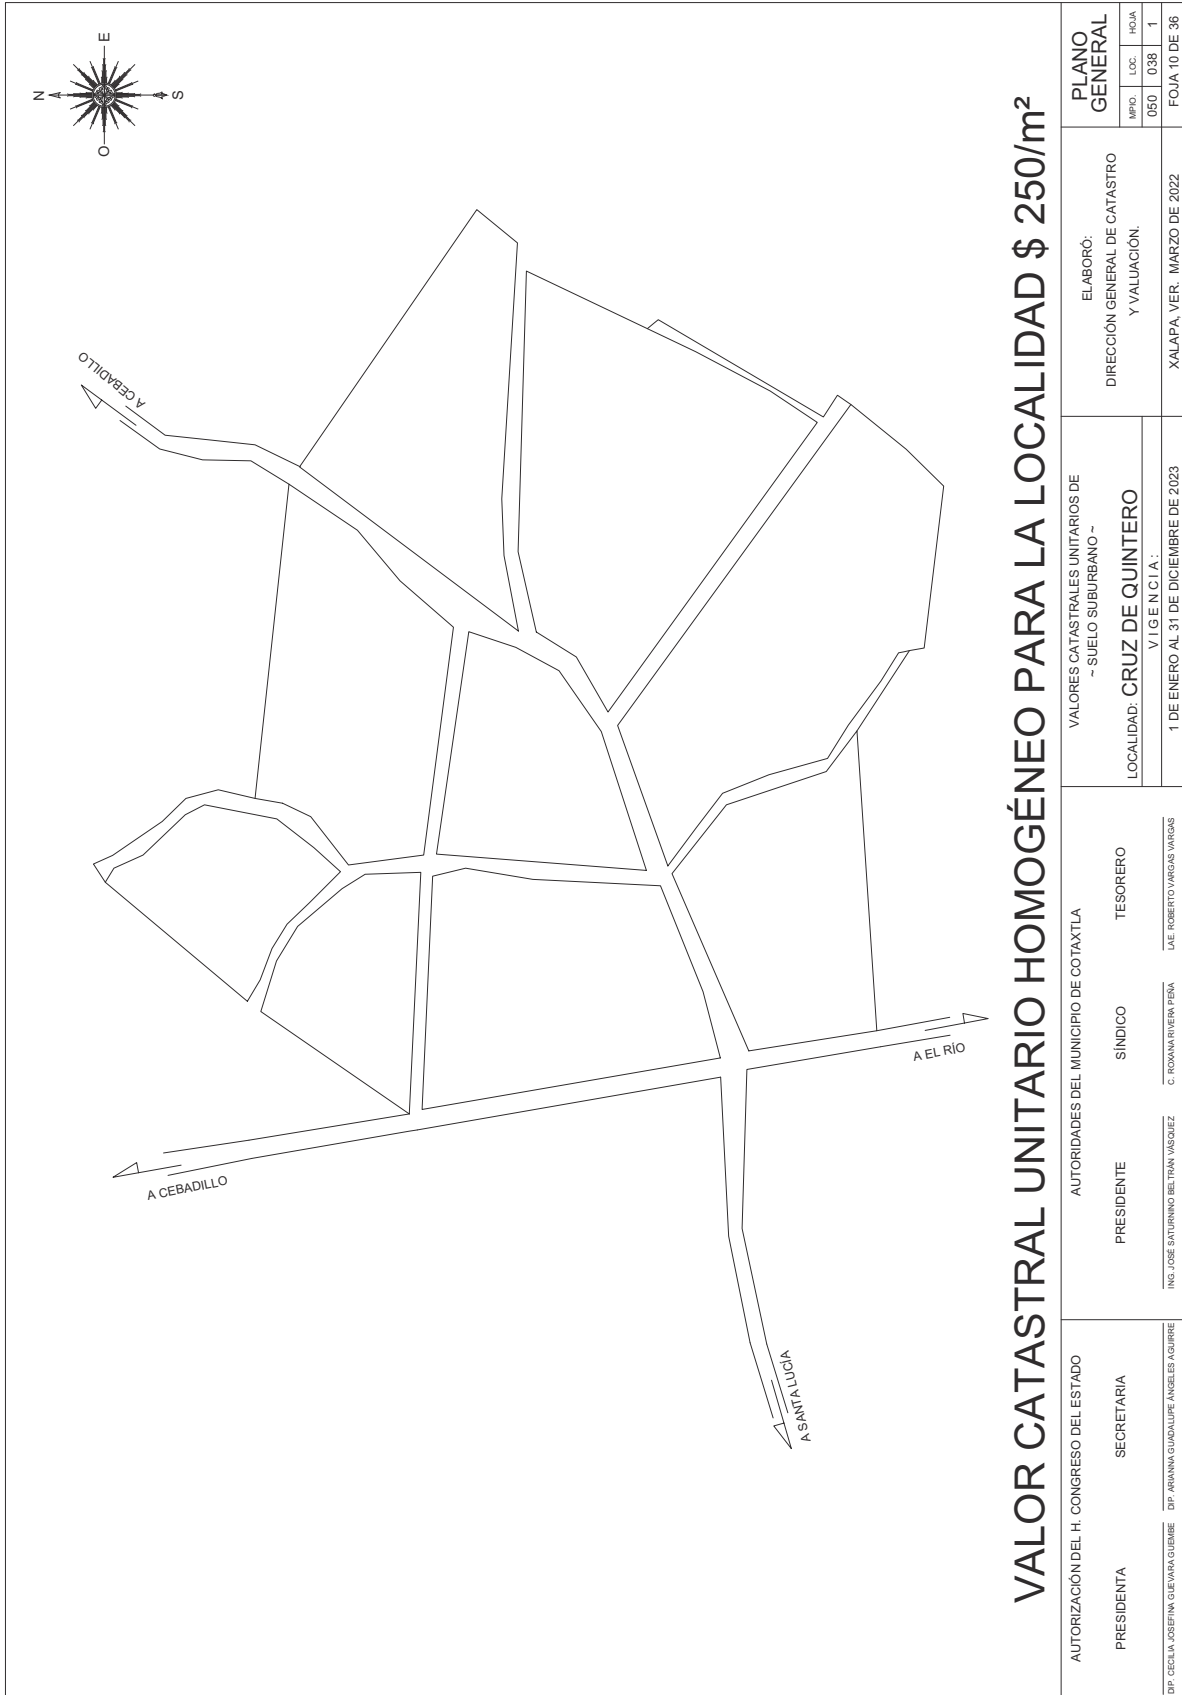 N
E
S
O
A CEBADILLO
A CEBADILLO
A EL RÍO
A SANTA LUCÍA
VALOR CATASTRAL UNITARIO HOMOGÉNEO PARA LA LOCALIDAD $ 250/m²
AUTORIZACIÓN DEL H. CONGRESO DEL ESTADO
PRESIDENTA
SECRETARIA
DIP. CECILIA JOSEFINA GUEVARA GUEMBE
DIP. ARIANNA GUADALUPE ÁNGELES AGUIRRE
AUTORIDADES DEL MUNICIPIO DE COTAXTLA
PRESIDENTE
SÍNDICO
TESORERO
ING. JOSÉ SATURNINO BELTRÁN VÁSQUEZ
C. ROXANA RIVERA PEÑA
L.A.E. ROBERTO VARGAS VARGAS
VALORES CATASTRALES UNITARIOS DE
~ SUELO SUBURBANO ~
LOCALIDAD: CRUZ DE QUINTERO
V I G E N C I A :
1 DE ENERO AL 31 DE DICIEMBRE DE 2023
ELABORÓ:
DIRECCIÓN GENERAL DE CATASTRO
Y VALUACIÓN.
XALAPA, VER. MARZO DE 2022
PLANO
GENERAL
MPIO. LOC. HOJA
050 038 1
FOJA 10 DE 36